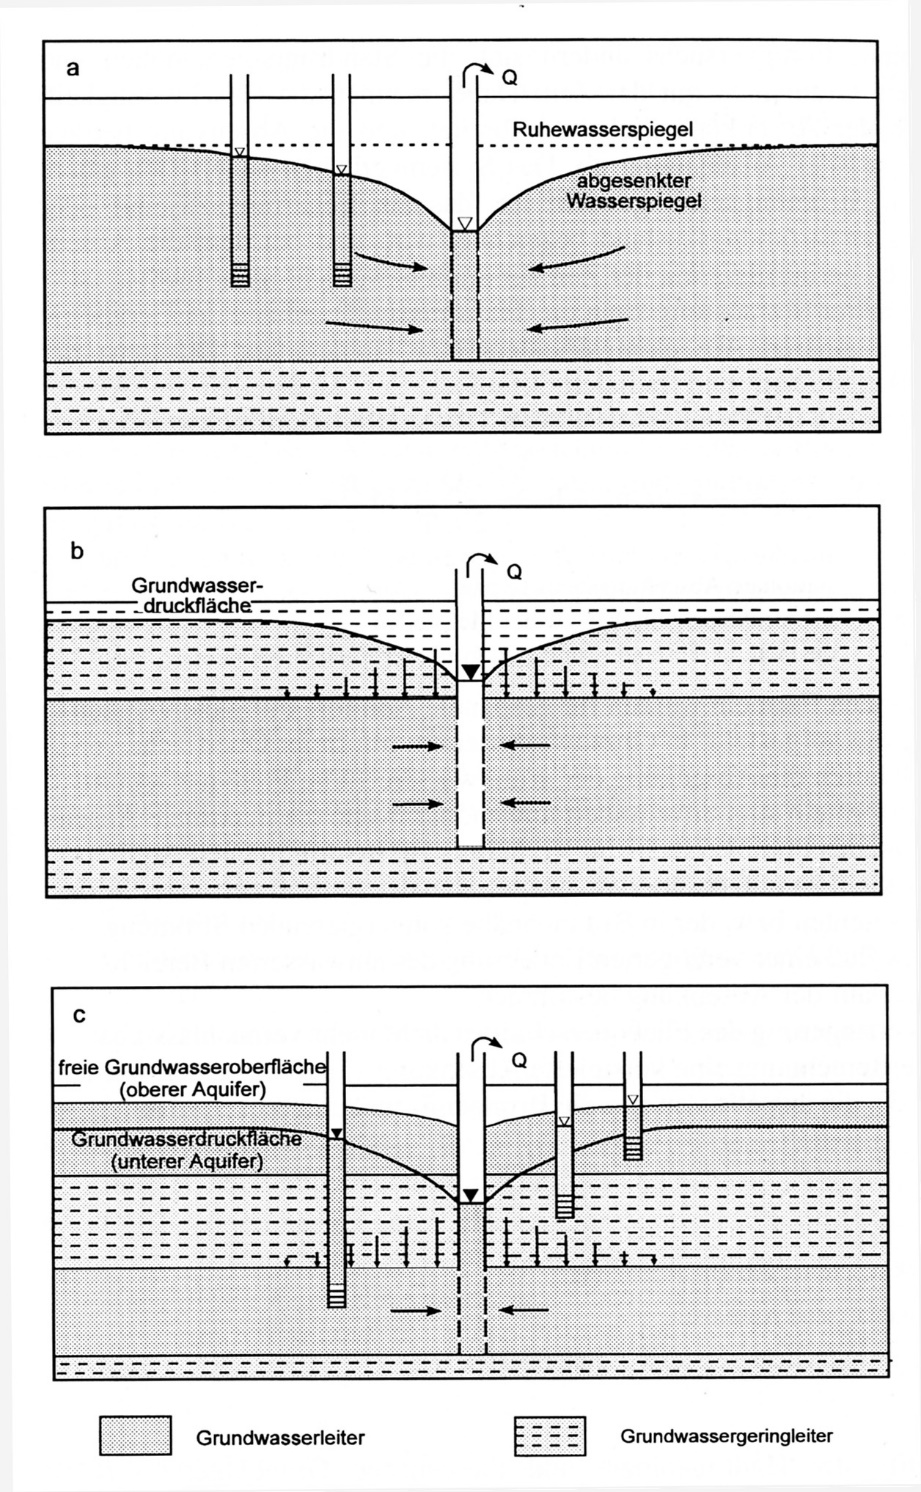 a
Q
Ruhewasserspiegel
abgesenkter
Wasserspiegel
b
Q
Grundwasser-
druckfläche
c
Q
freie Grundwasseroberfläche
(oberer Aquifer)
Grundwasserdruckfläche
(unterer Aquifer)
Grundwasserleiter
Grundwassergeringleiter